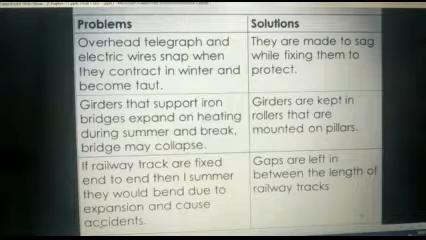 Problems
Solutions
Overhead telegraph and
electric wires snap when
they contract in winter and
become taut.
They are made to sag
while fixing them to
protect.
Girders that support iron
bridges expand on heating
during summer and break,
bridge may collapse.
Girders are kept in
rollers that are
mounted on pillars.
If railway track are fixed
end to end then I summer
they would bend due to
expansion and cause
accidents.
Gaps are left in
between the length of
railway tracks